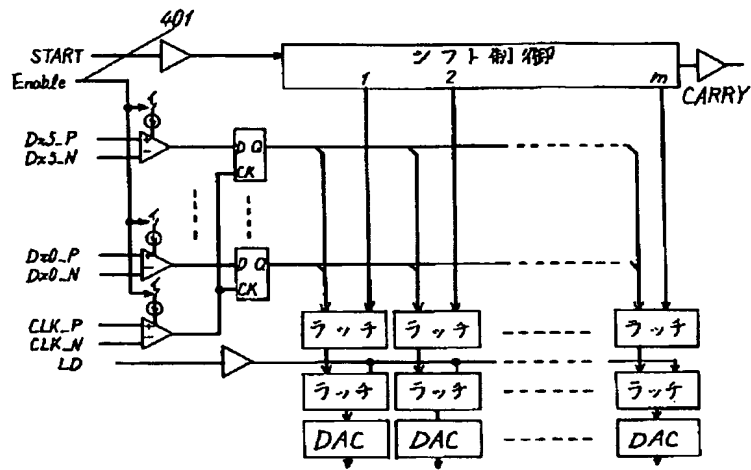 401
START
シフト制御
Enable
1 2 m
CARRY
Dx5_P
Dx5_N
D Q
CK
Dx0_P
Dx0_N
D Q
CK
CLK_P
CLK_N
ラッチ ラッチ ラッチ
LD
ラッチ ラッチ ラッチ
DAC DAC DAC